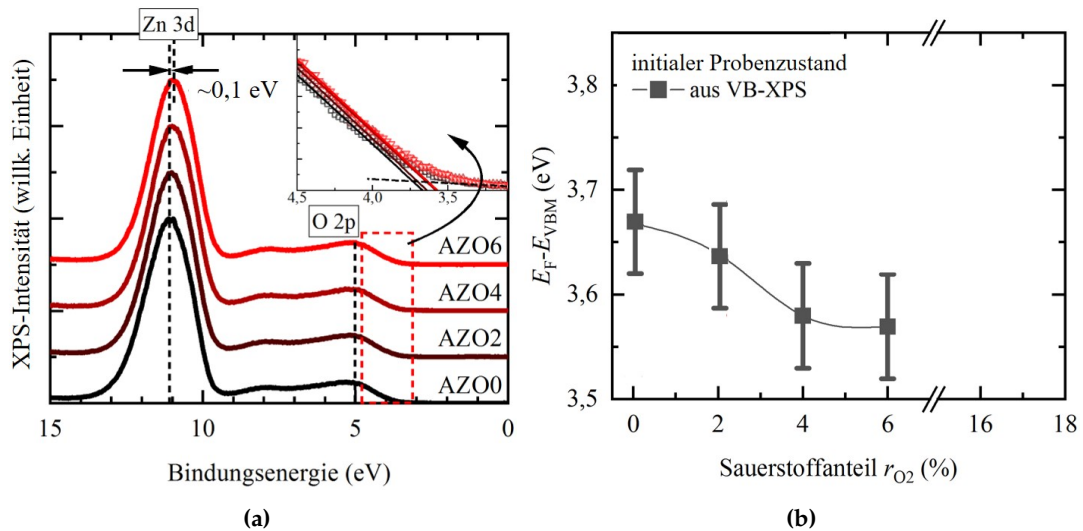 Zn 3d
~0,1 eV
XPS-Intensität (willk. Einheit)
4,5
4,0
3,5
O 2p
AZO6
AZO4
AZO2
AZO0
15
10
5
0
Bindungsenergie (eV)
(a)
initialer Probenzustand
aus VB-XPS
E_F-E_VBM (eV)
3,8
3,7
3,6
3,5
0
2
4
6
16
18
Sauerstoffanteil r_O2 (%)
(b)